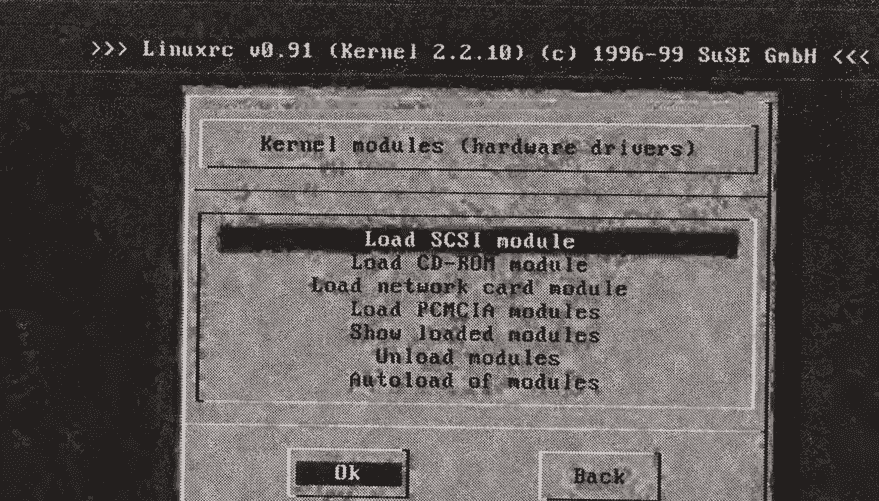 >>> Linuxrc v0.91 (Kernel 2.2.10) (c) 1996-99 SuSE GmbH <<<
Kernel modules (hardware drivers)
Load SCSI module
Load CD-ROM module
Load network card module
Load PCMCIA modules
Show loaded modules
Unload modules
Autoload of modules
Ok Back